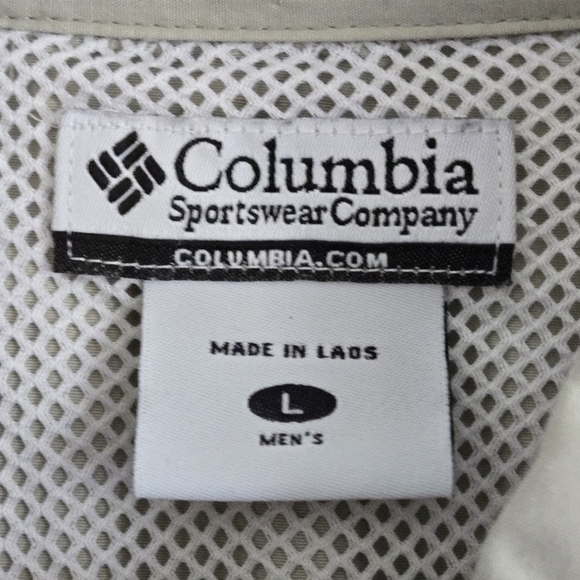 Columbia
Sportswear Company
COLUMBIA.COM
MADE IN LAOS
L
MEN'S